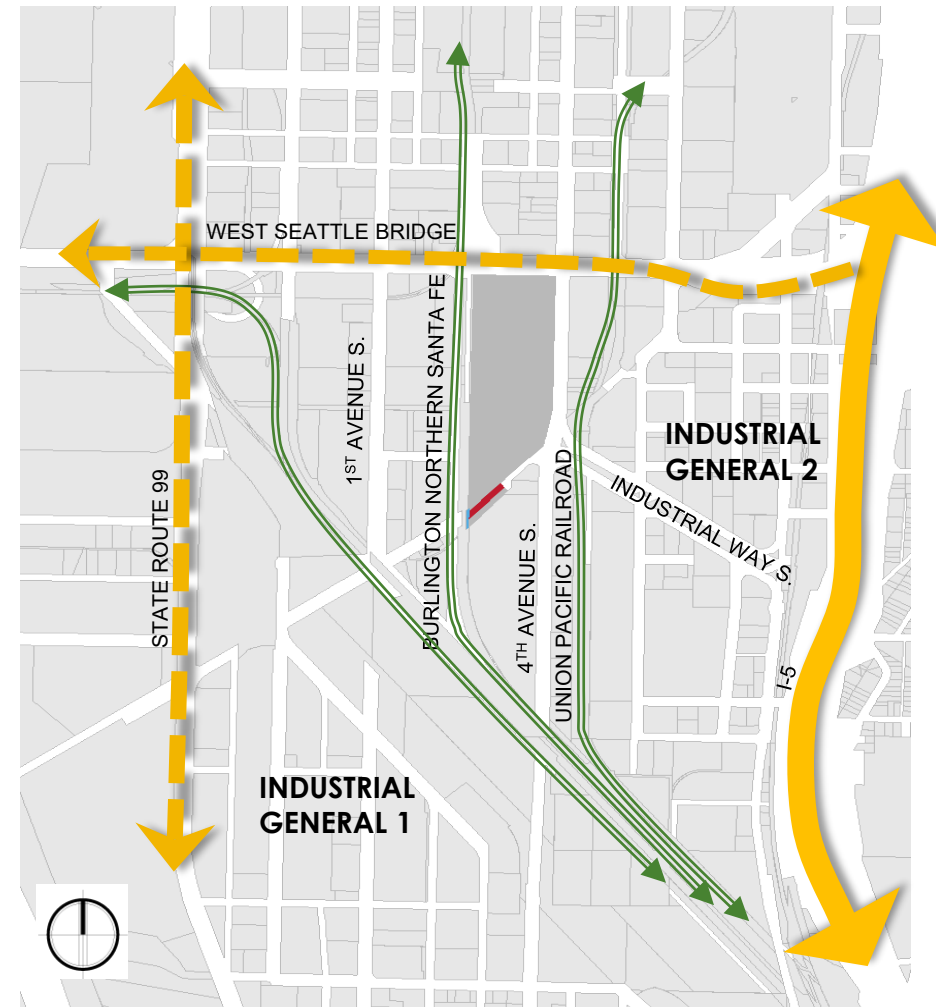 WEST SEATTLE BRIDGE
1ST AVENUE S.
BURLINGTON NORTHERN SANTA FE
INDUSTRIAL
GENERAL 2
INDUSTRIAL WAY S.
STATE ROUTE 99
4TH AVENUE S.
UNION PACIFIC RAILROAD
I-5
INDUSTRIAL
GENERAL 1